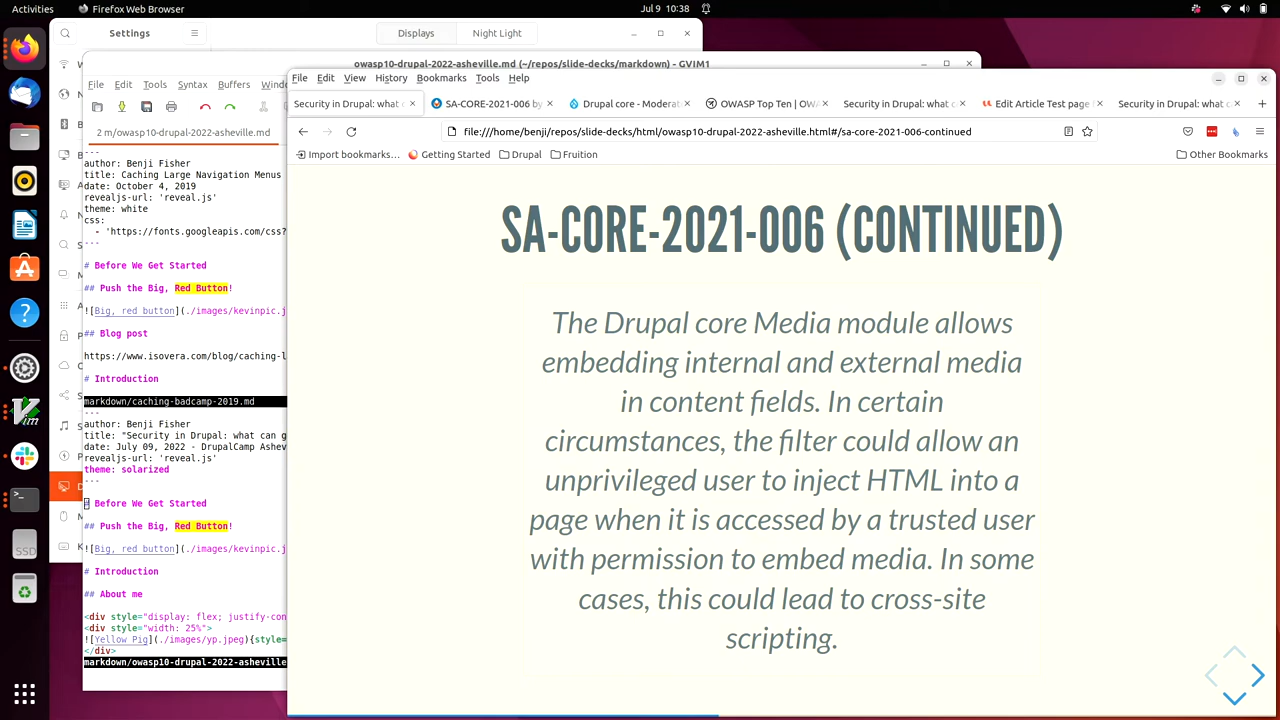 Activities
Firefox Web Browser
Jul 9 10:38
Settings
Displays
Night Light
owasp10-drupal-2022-asheville.md (~/repos/slide-decks/markdown) - GVIM1
File Edit View History Bookmarks Tools Help
Edit Tools Syntax Buffers
Security in Drupal: what c
SA-CORE-2021-006 by
Drupal core - Moderat
OWASP Top Ten | OWA
Security in Drupal: what c
Edit Article Test page
Security in Drupal: what c
file:///home/benji/repos/slide-decks/html/owasp10-drupal-2022-asheville.html#/sa-core-2021-006-continued
2 m/owasp10-drupal-2022-asheville.md
Import bookmarks...
Getting Started
Drupal
Fruition
Other Bookmarks
---
author: Benji Fisher
title: Caching Large Navigation Menus
date: October 4, 2019
revealjs-url: 'reveal.js'
theme: white
css:
- 'https://fonts.googleapis.com/css?
---
# Before We Get Started
## Push the Big, Red Button!
![Big, red button](./images/kevinpic.j
## Blog post
https://www.isovera.com/blog/caching-l
# Introduction
markdown/caching-badcamp-2019.md
---
author: Benji Fisher
title: "Security in Drupal: what can g
date: July 09, 2022 - DrupalCamp Ashev
revealjs-url: 'reveal.js'
theme: solarized
---
# Before We Get Started
## Push the Big, Red Button!
![Big, red button](./images/kevinpic.j
# Introduction
## About me
<div style="display: flex; justify-con
<div style="width: 25%">
![Yellow Pig](./images/yp.jpeg){style=
</div>
markdown/owasp10-drupal-2022-asheville
SA-CORE-2021-006 (CONTINUED)
The Drupal core Media module allows
embedding internal and external media
in content fields. In certain
circumstances, the filter could allow an
unprivileged user to inject HTML into a
page when it is accessed by a trusted user
with permission to embed media. In some
cases, this could lead to cross-site
scripting.
SSD